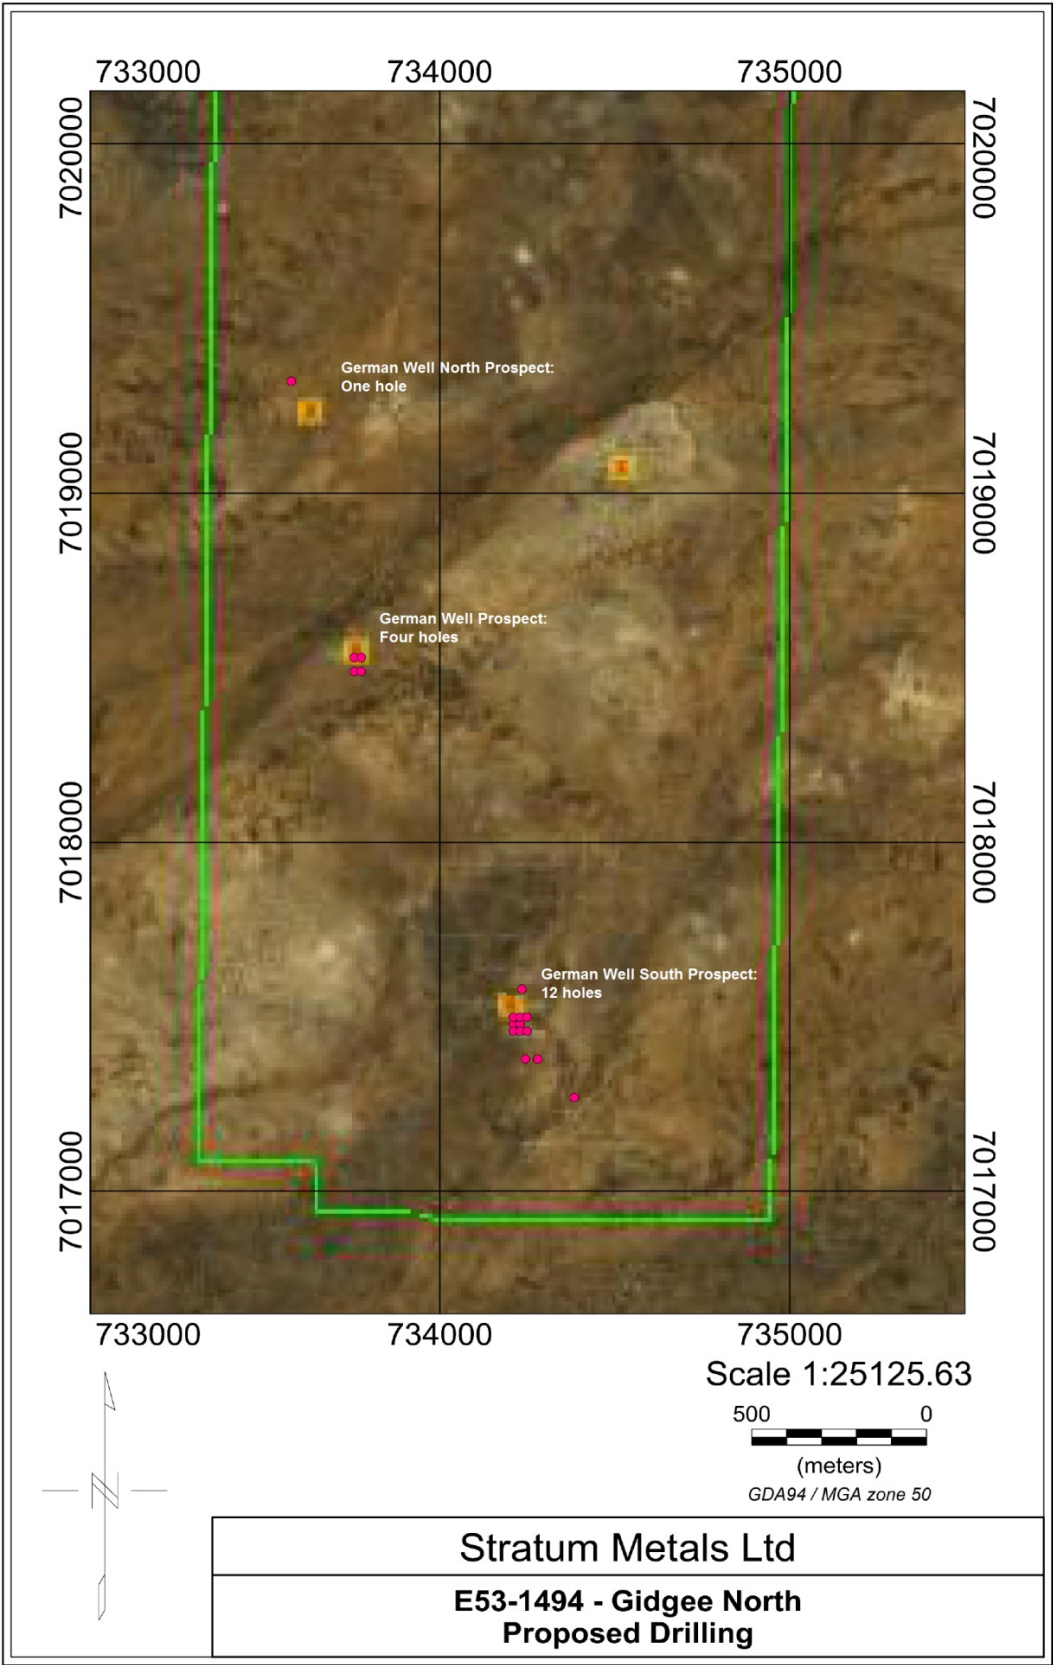 733000
734000
735000
7020000
7020000
German Well North Prospect:
One hole
7019000
7019000
German Well Prospect:
Four holes
7018000
7018000
German Well South Prospect:
12 holes
7017000
7017000
733000
734000
735000
Scale 1:25125.63
500
0
(meters)
GDA94 / MGA zone 50
N
Stratum Metals Ltd
E53-1494 - Gidgee North
Proposed Drilling